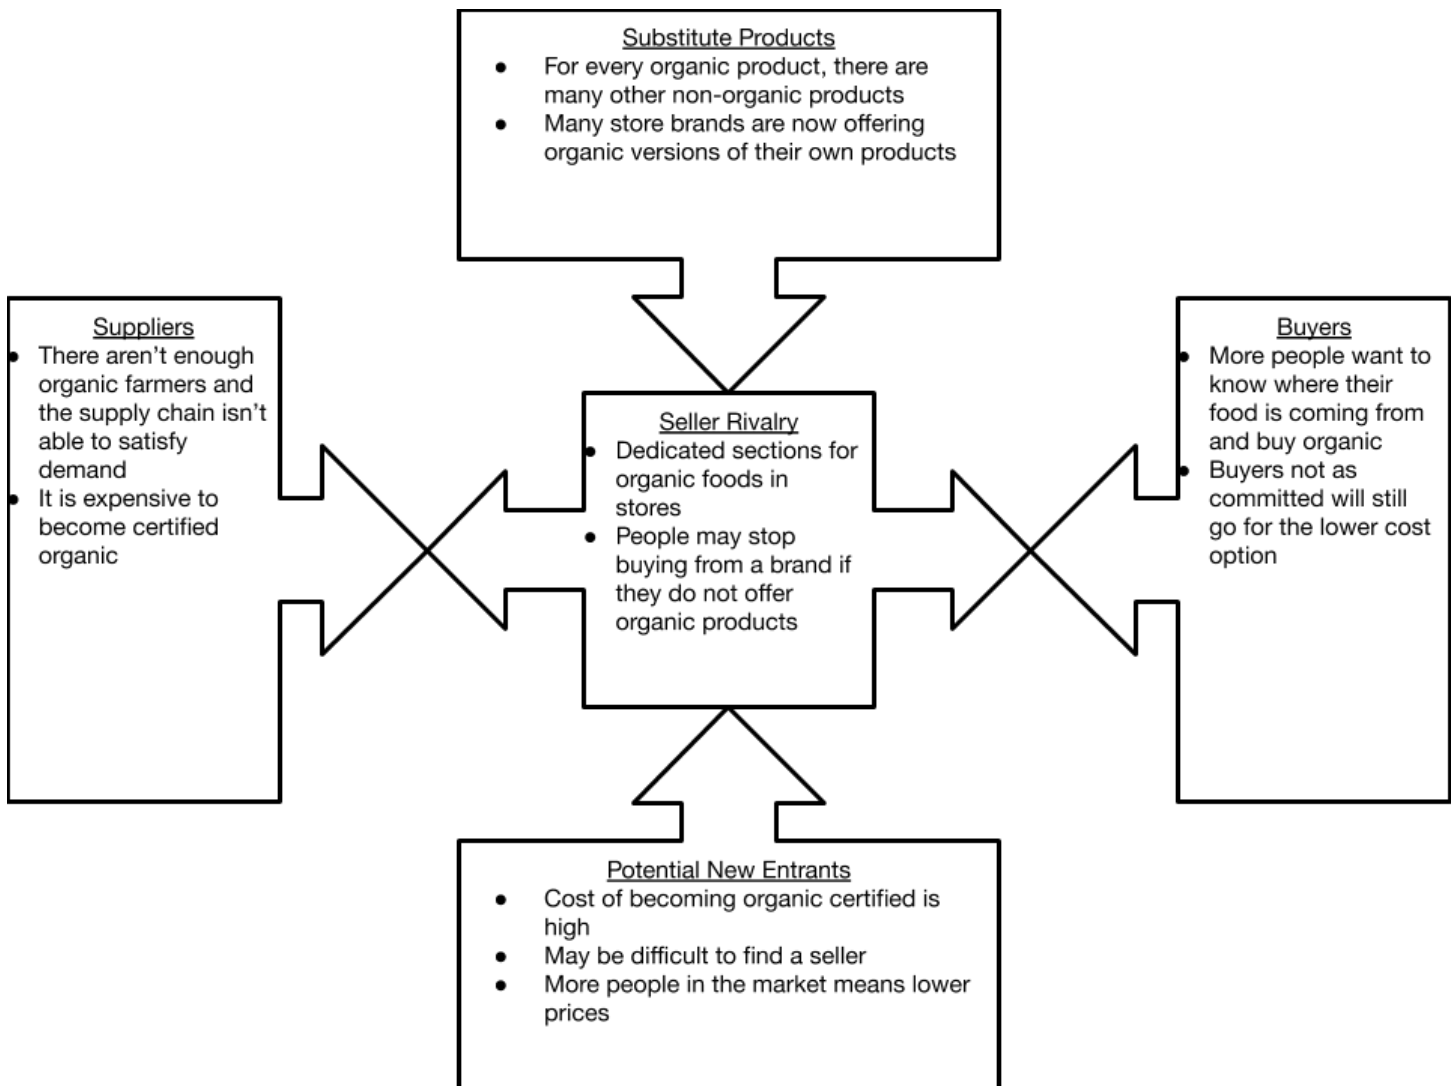 Substitute Products
● For every organic product, there are
many other non-organic products
● Many store brands are now offering
organic versions of their own products
Suppliers
● There aren’t enough
organic farmers and
the supply chain isn’t
able to satisfy
demand
● It is expensive to
become certified
organic
Seller Rivalry
● Dedicated sections for
organic foods in
stores
● People may stop
buying from a brand if
they do not offer
organic products
Buyers
● More people want to
know where their
food is coming from
and buy organic
● Buyers not as
committed will still
go for the lower cost
option
Potential New Entrants
● Cost of becoming organic certified is
high
● May be difficult to find a seller
● More people in the market means lower
prices